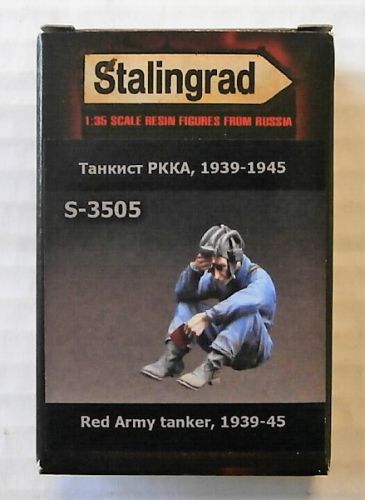 Stalingrad
1:35 SCALE RESIN FIGURES FROM RUSSIA
Танкист РККА, 1939-1945
S-3505
Red Army tanker, 1939-45